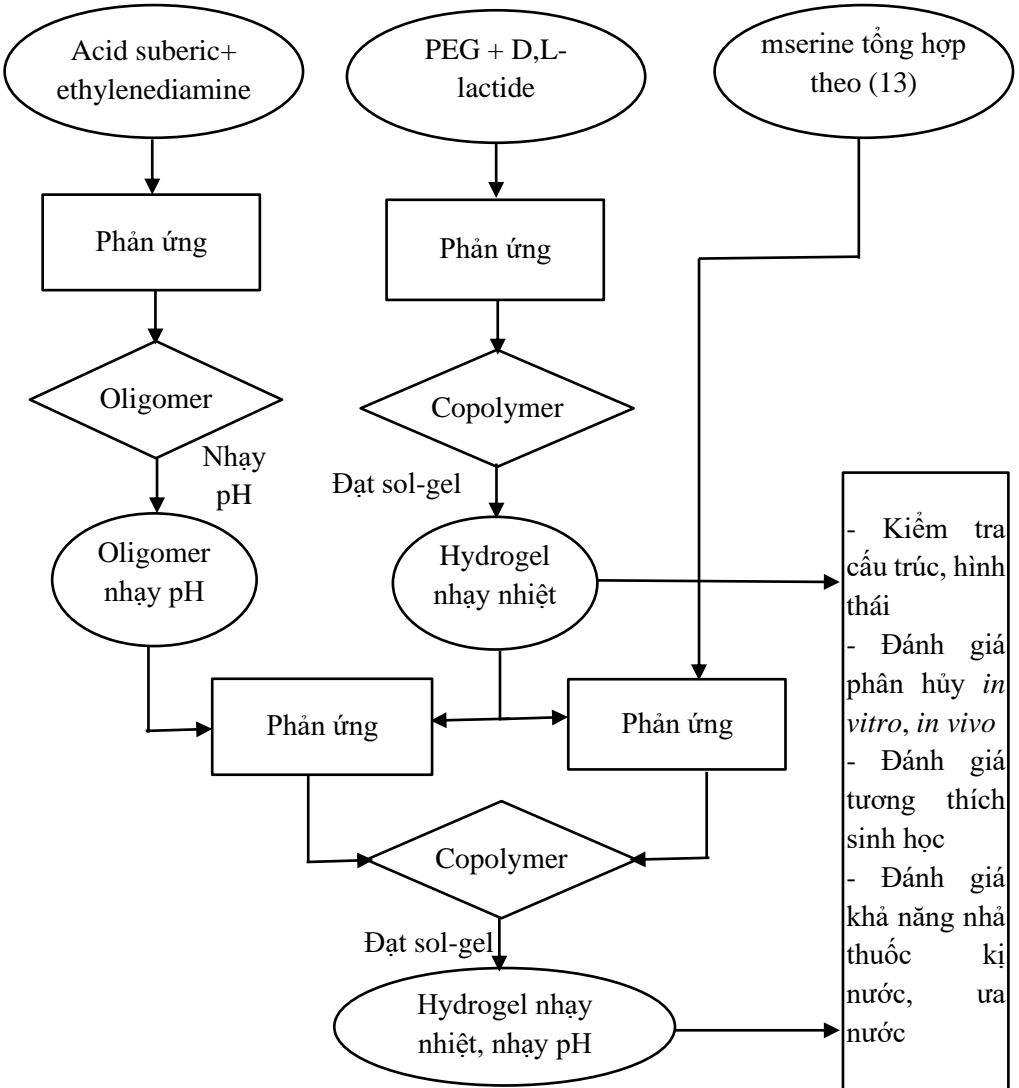 Acid suberic+
ethylenediamine
PEG + D,L-
lactide
mserine tổng hợp
theo (13)
Phản ứng
Phản ứng
Oligomer
Copolymer
Nhạy
pH
Đạt sol-gel
Oligomer
nhạy pH
Hydrogel
nhạy nhiệt
- Kiểm tra
cấu trúc, hình
thái
- Đánh giá
phân hủy in
vitro, in vivo
- Đánh giá
tương thích
sinh học
- Đánh giá
khả năng nhả
thuốc kị
nước, ưa
nước
Phản ứng
Phản ứng
Copolymer
Đạt sol-gel
Hydrogel nhạy
nhiệt, nhạy pH